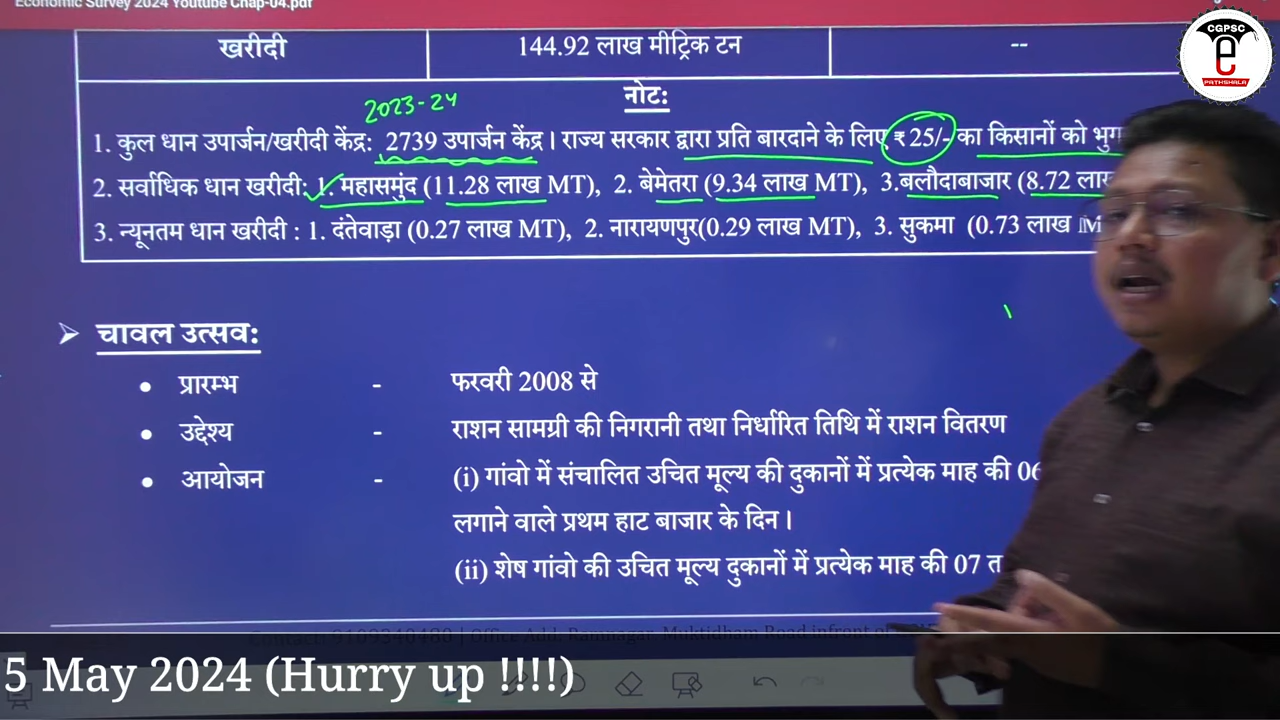 Economic Survey 2024 Youtube Chap-04.pdf
CGPSC
e
PATHSHALA
खरीदी 144.92 लाख मीट्रिक टन --
नोट:
2023-24
1. कुल धान उपार्जन/खरीदी केंद्र: 2739 उपार्जन केंद्र। राज्य सरकार द्वारा प्रति बारदाने के लिए ₹25/- का किसानों को
2. सर्वाधिक धान खरीदी: 1. महासमुंद (11.28 लाख MT), 2. बेमेतरा (9.34 लाख MT), 3.बलौदाबाजार (8.72
3. न्यूनतम धान खरीदी : 1. दंतेवाड़ा (0.27 लाख MT), 2. नारायणपुर(0.29 लाख MT), 3. सुकमा (0.73 लाख
➤ चावल उत्सव:
• प्रारम्भ - फरवरी 2008 से
• उद्देश्य - राशन सामग्री की निगरानी तथा निर्धारित तिथि में राशन वितरण
• आयोजन - (i) गांवो में संचालित उचित मूल्य की दुकानों में प्रत्येक माह की
लगाने वाले प्रथम हाट बाजार के दिन।
(ii) शेष गांवो की उचित मूल्य दुकानों में प्रत्येक माह की 07
5 May 2024 (Hurry up !!!!)